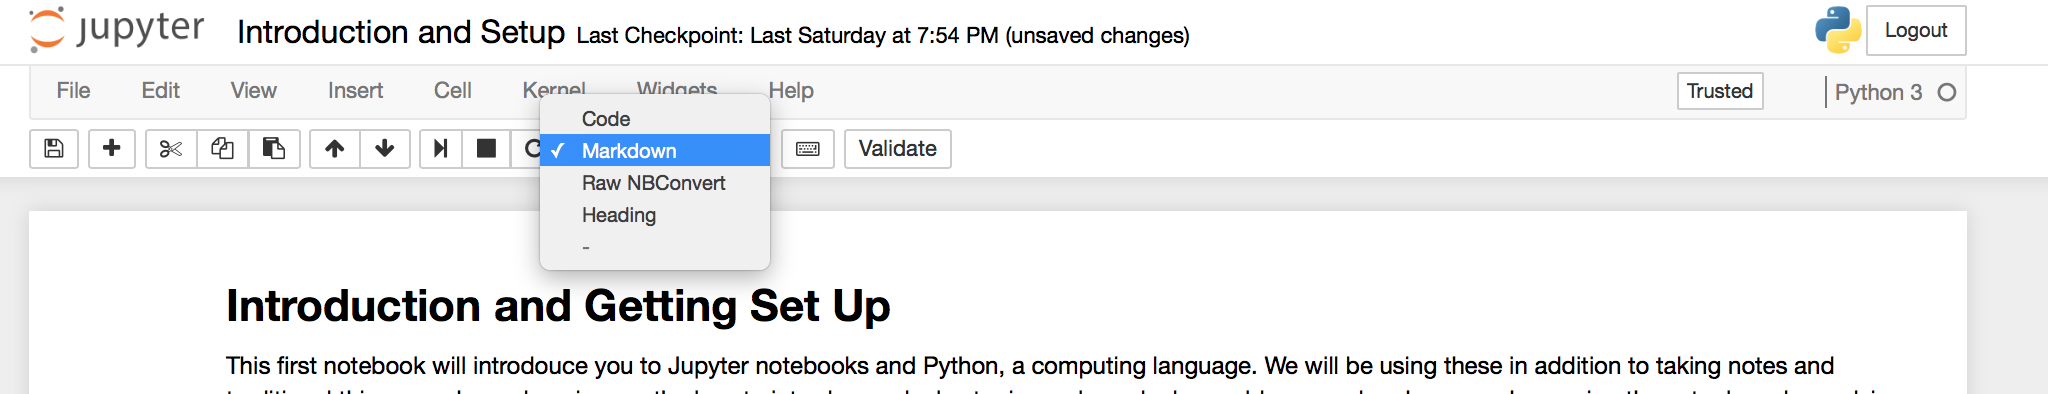 jupyter Introduction and Setup Last Checkpoint: Last Saturday at 7:54 PM (unsaved changes) Logout
File Edit View Insert Cell Kernel Widgets Help Trusted Python 3
Validate
Code
✓ Markdown
Raw NBConvert
Heading
-
Introduction and Getting Set Up
This first notebook will introdouce you to Jupyter notebooks and Python, a computing language. We will be using these in addition to taking notes and